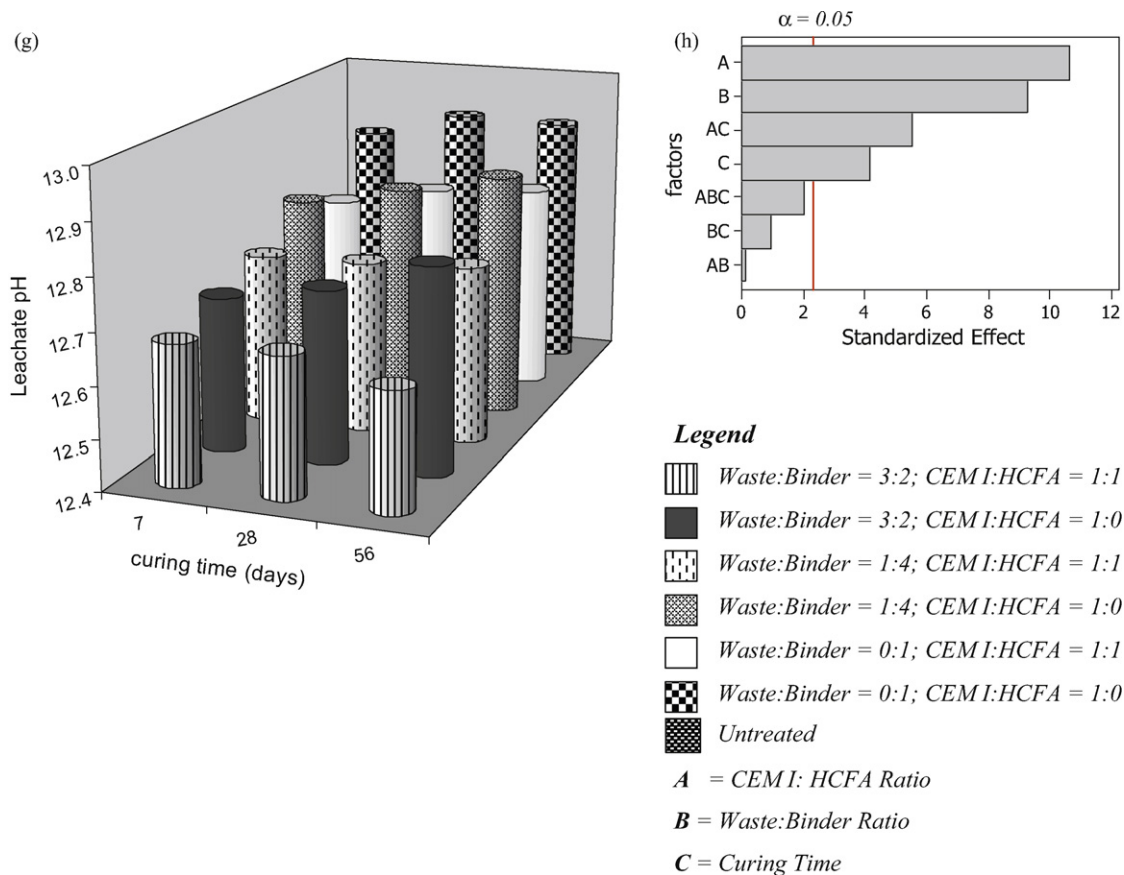 (g)
13.0
12.9
12.8
12.7
12.6
12.5
12.4
Leachate pH
7
28
56
curing time (days)
α = 0.05
(h)
factors
A
B
AC
C
ABC
BC
AB
0 2 4 6 8 10 12
Standardized Effect
Legend
Waste:Binder = 3:2; CEM I:HCFA = 1:1
Waste:Binder = 3:2; CEM I:HCFA = 1:0
Waste:Binder = 1:4; CEM I:HCFA = 1:1
Waste:Binder = 1:4; CEM I:HCFA = 1:0
Waste:Binder = 0:1; CEM I:HCFA = 1:1
Waste:Binder = 0:1; CEM I:HCFA = 1:0
Untreated
A = CEM I: HCFA Ratio
B = Waste:Binder Ratio
C = Curing Time